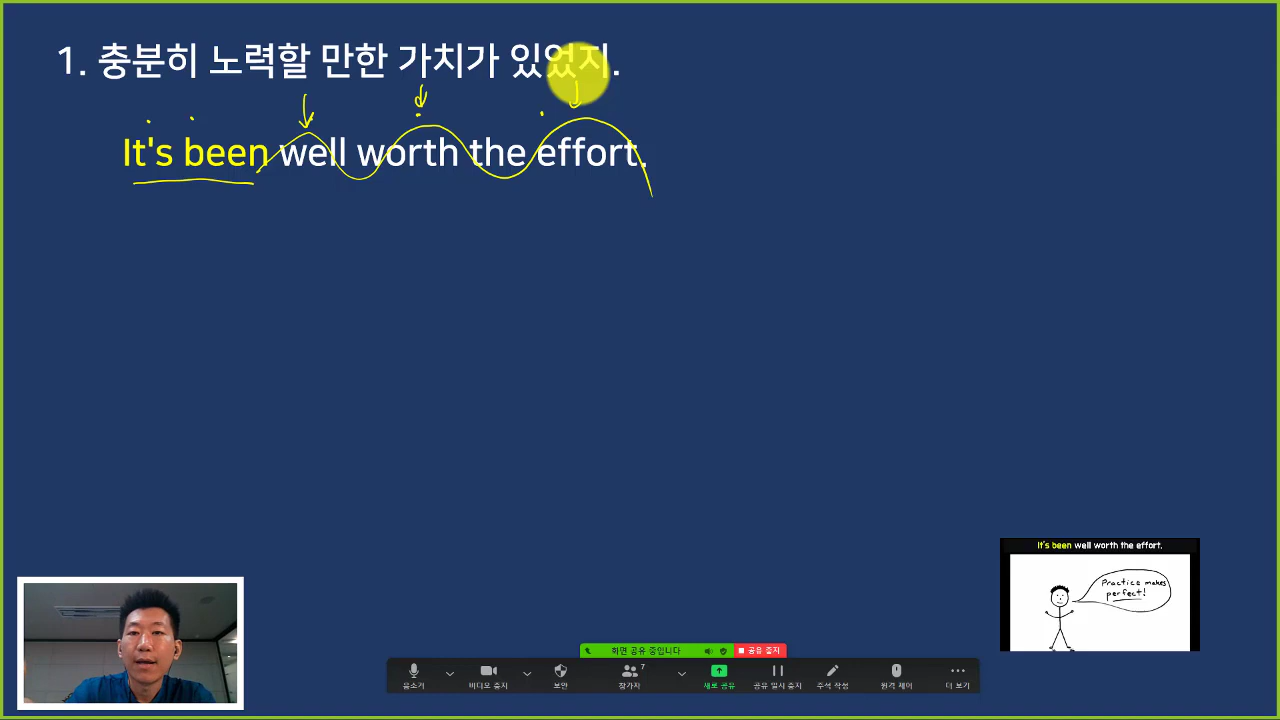 1. 충분히 노력할 만한 가치가 있었지.
It's been well worth the effort.
It's been well worth the effort.
Practice makes
perfect!
화면 공유 중입니다 공유 중지
7
음소거 비디오 중지 보안 참가자 새로 공유 공유 일시 중지 주석 작성 원격 제어 더 보기